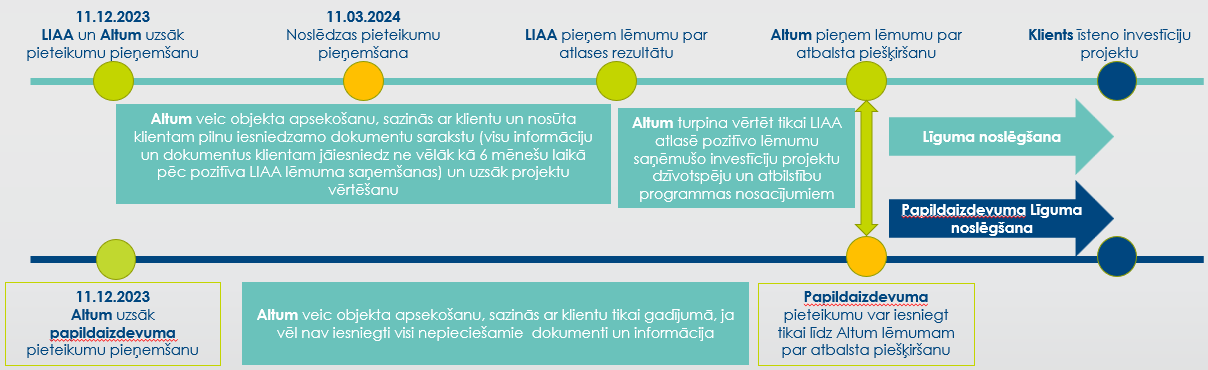 11.12.2023
LIAA un Altum uzsāk
pieteikumu pieņemšanu
11.03.2024
Noslēdzas pieteikumu
pieņemšana
LIAA pieņem lēmumu par
atlases rezultātu
Altum pieņem lēmumu par
atbalsta piešķiršanu
Klients īsteno investīciju
projektu
Altum veic objekta apsekošanu, sazinās ar klientu un nosūta
klientam pilnu iesniedzamo dokumentu sarakstu (visu informāciju
un dokumentus klientam jāiesniedz ne vēlāk kā 6 mēnešu laikā
pēc pozitīva LIAA lēmuma saņemšanas) un uzsāk projektu
vērtēšanu
Altum turpina vērtēt tikai LIAA
atlasē pozitīvo lēmumu
saņēmušo investīciju projektu
dzīvotspēju un atbilstību
programmas nosacījumiem
Līguma noslēgšana
Papildaizdevuma Līguma
noslēgšana
11.12.2023
Altum uzsāk
papildaizdevuma
pieteikumu pieņemšanu
Altum veic objekta apsekošanu, sazinās ar klientu tikai gadījumā, ja
vēl nav iesniegti visi nepieciešamie dokumenti un informācija
Papildaizdevuma
pieteikumu var iesniegt
tikai līdz Altum lēmumam
par atbalsta piešķiršanu